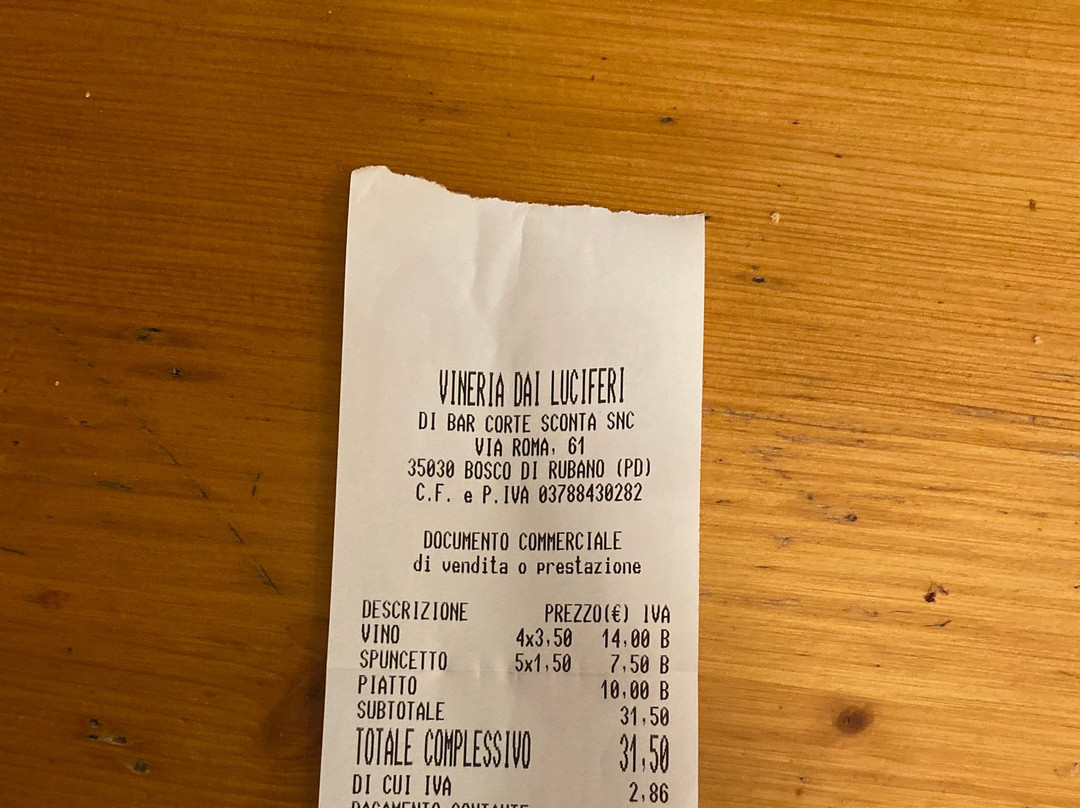 VINERIA DAI LUCIFERI
DI BAR CORTE SCONTA SNC
VIA ROMA, 61
35030 BOSCO DI RUBANO (PD)
C.F. e P.IVA 03788430282
DOCUMENTO COMMERCIALE
di vendita o prestazione
DESCRIZIONE PREZZO(€) IVA
VINO 4x3,50 14,00 B
SPUNCETTO 5x1,50 7,50 B
PIATTO 10,00 B
SUBTOTALE 31,50
TOTALE COMPLESSIVO 31,50
DI CUI IVA 2,86
PAGAMENTO CONTANTE